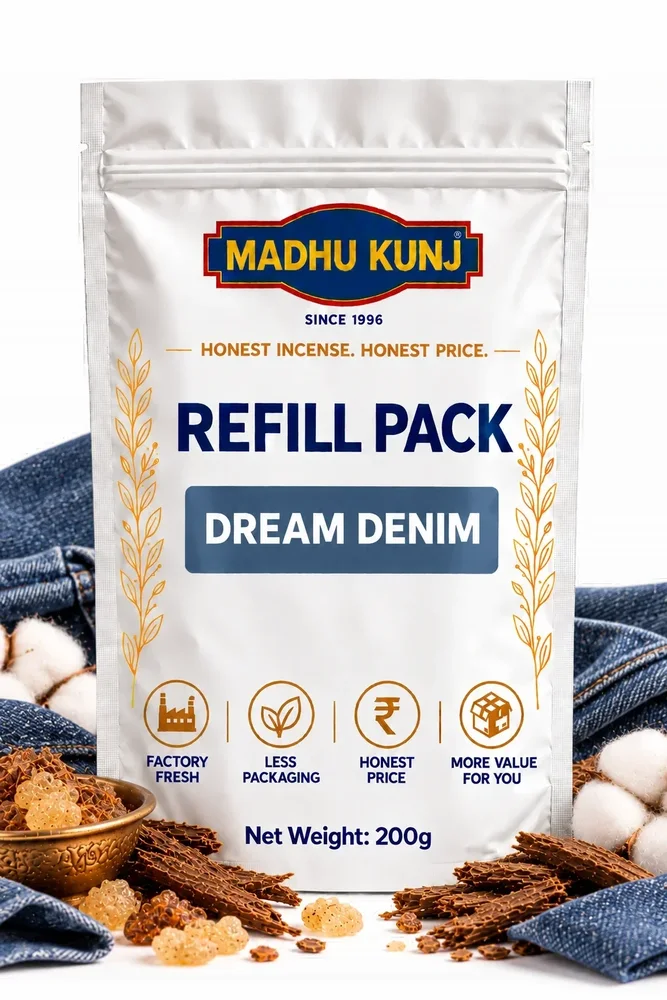 MADHU KUNJ®
SINCE 1996
HONEST INCENSE. HONEST PRICE.
REFILL PACK
DREAM DENIM
FACTORY
FRESH
LESS
PACKAGING
HONEST
PRICE
MORE VALUE
FOR YOU
Net Weight: 200g